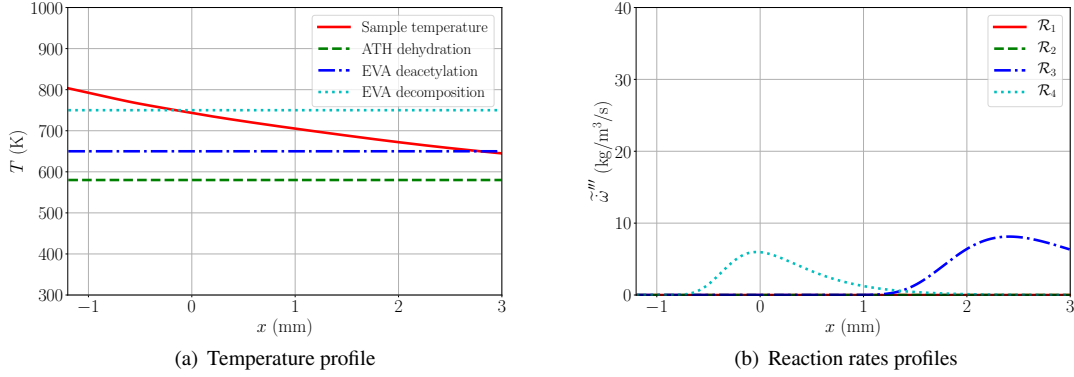 1000
900
800
700
600
500
400
300
T (K)
−1
0
1
2
3
x (mm)
Sample temperature
ATH dehydration
EVA deacetylation
EVA decomposition
(a) Temperature profile
40
30
20
10
0
ω̇̃‴ (kg/m³/s)
−1
0
1
2
3
x (mm)
ℛ₁
ℛ₂
ℛ₃
ℛ₄
(b) Reaction rates profiles